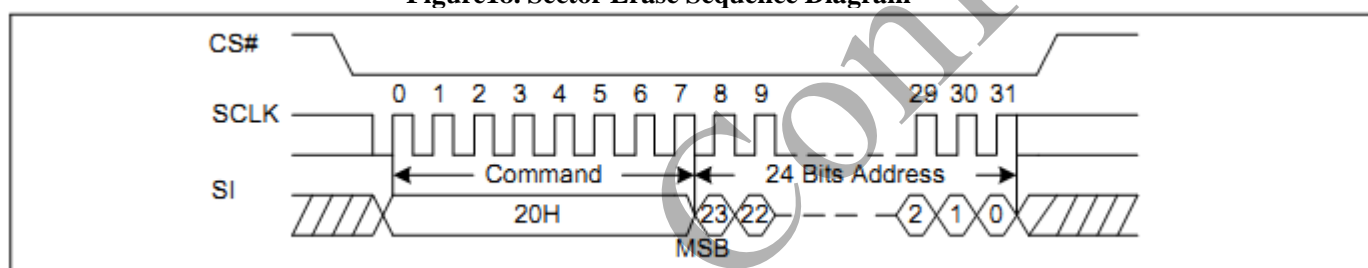 Figure18. Sector Erase Sequence Diagram
CS#
0 1 2 3 4 5 6 7 8 9 29 30 31
SCLK
Command 24 Bits Address
SI
20H 23 22 2 1 0
MSB
Con